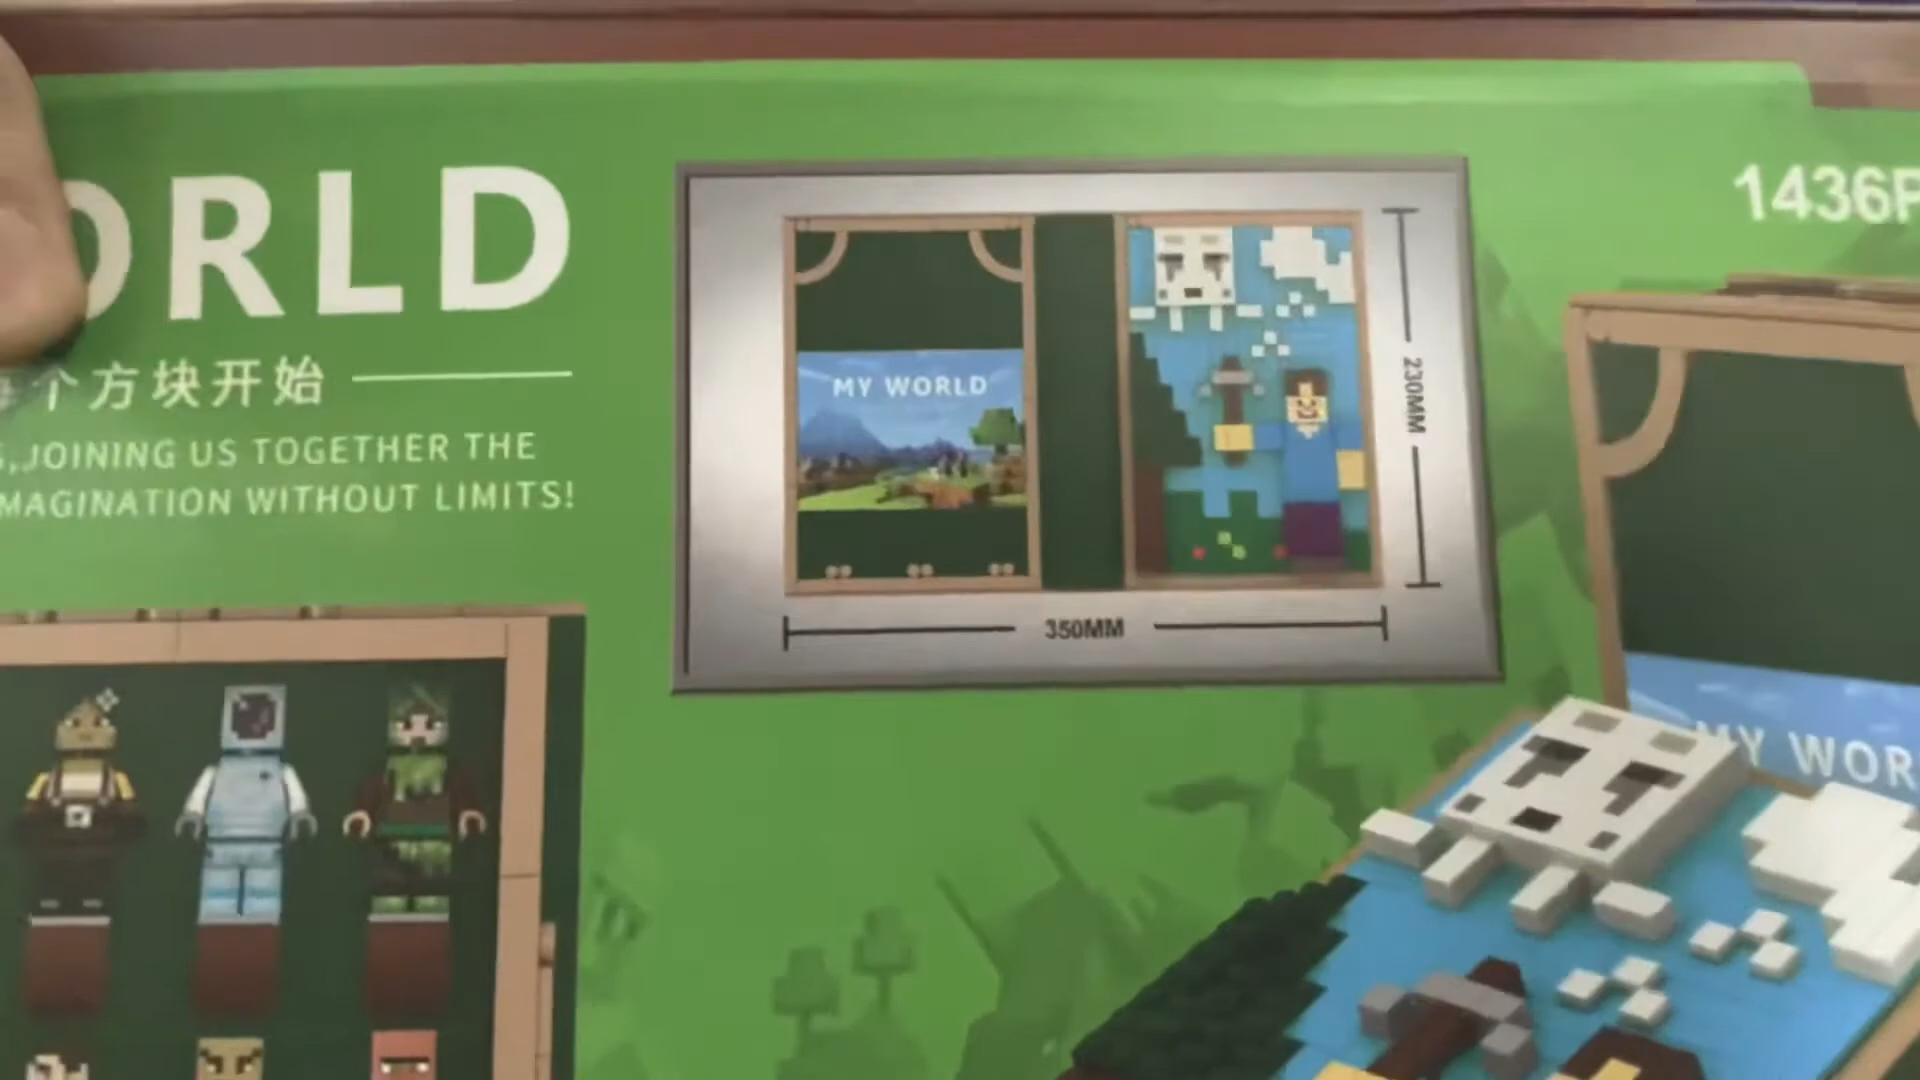 ORLD
个方块开始
JOINING US TOGETHER THE
MAGINATION WITHOUT LIMITS!
MY WORLD
230MM
350MM
1436P
MY WOR